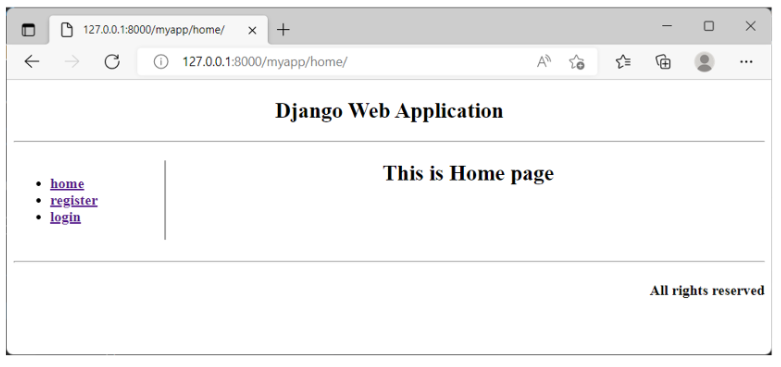 127.0.0.1:8000/myapp/home/
127.0.0.1:8000/myapp/home/
Django Web Application
home
register
login
This is Home page
All rights reserved